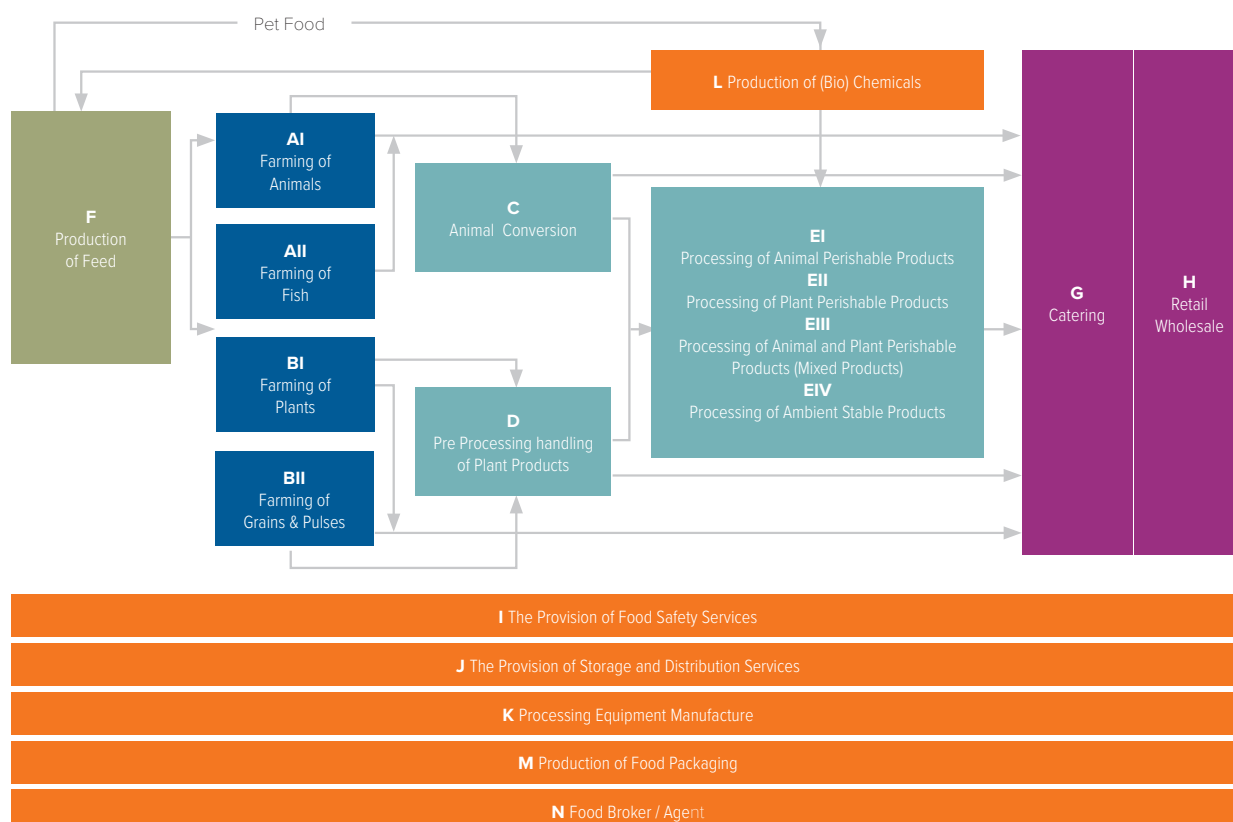 Pet Food
L Production of (Bio) Chemicals
F
Production
of Feed
AI
Farming of
Animals
AII
Farming of
Fish
BI
Farming of
Plants
BII
Farming of
Grains & Pulses
C
Animal Conversion
D
Pre Processing handling
of Plant Products
EI
Processing of Animal Perishable Products
EII
Processing of Plant Perishable Products
EIII
Processing of Animal and Plant Perishable
Products (Mixed Products)
EIV
Processing of Ambient Stable Products
G
Catering
H
Retail
Wholesale
I The Provision of Food Safety Services
J The Provision of Storage and Distribution Services
K Processing Equipment Manufacture
M Production of Food Packaging
N Food Broker / Agent